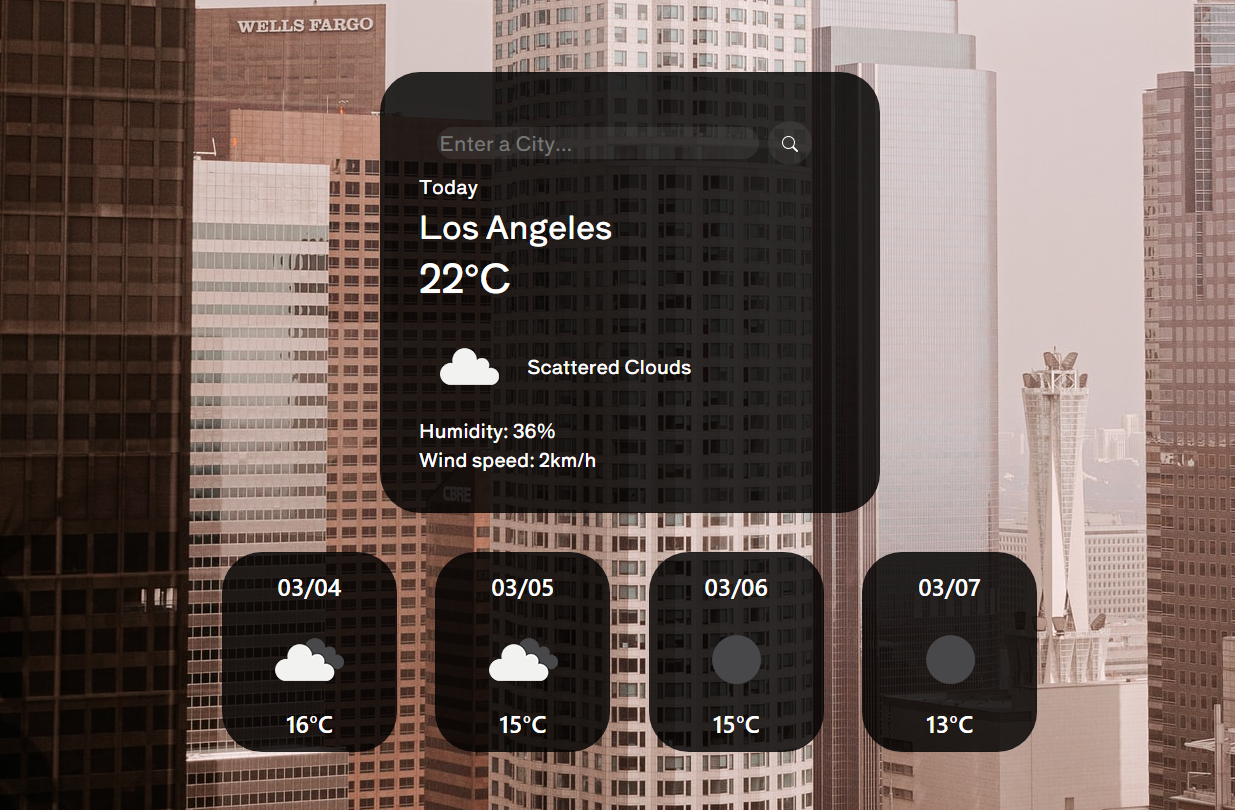 WELLS FARGO
Enter a City...
Today
Los Angeles
22°C
Scattered Clouds
Humidity: 36%
Wind speed: 2km/h
CBRE
03/04
03/05
03/06
03/07
16°C
15°C
15°C
13°C